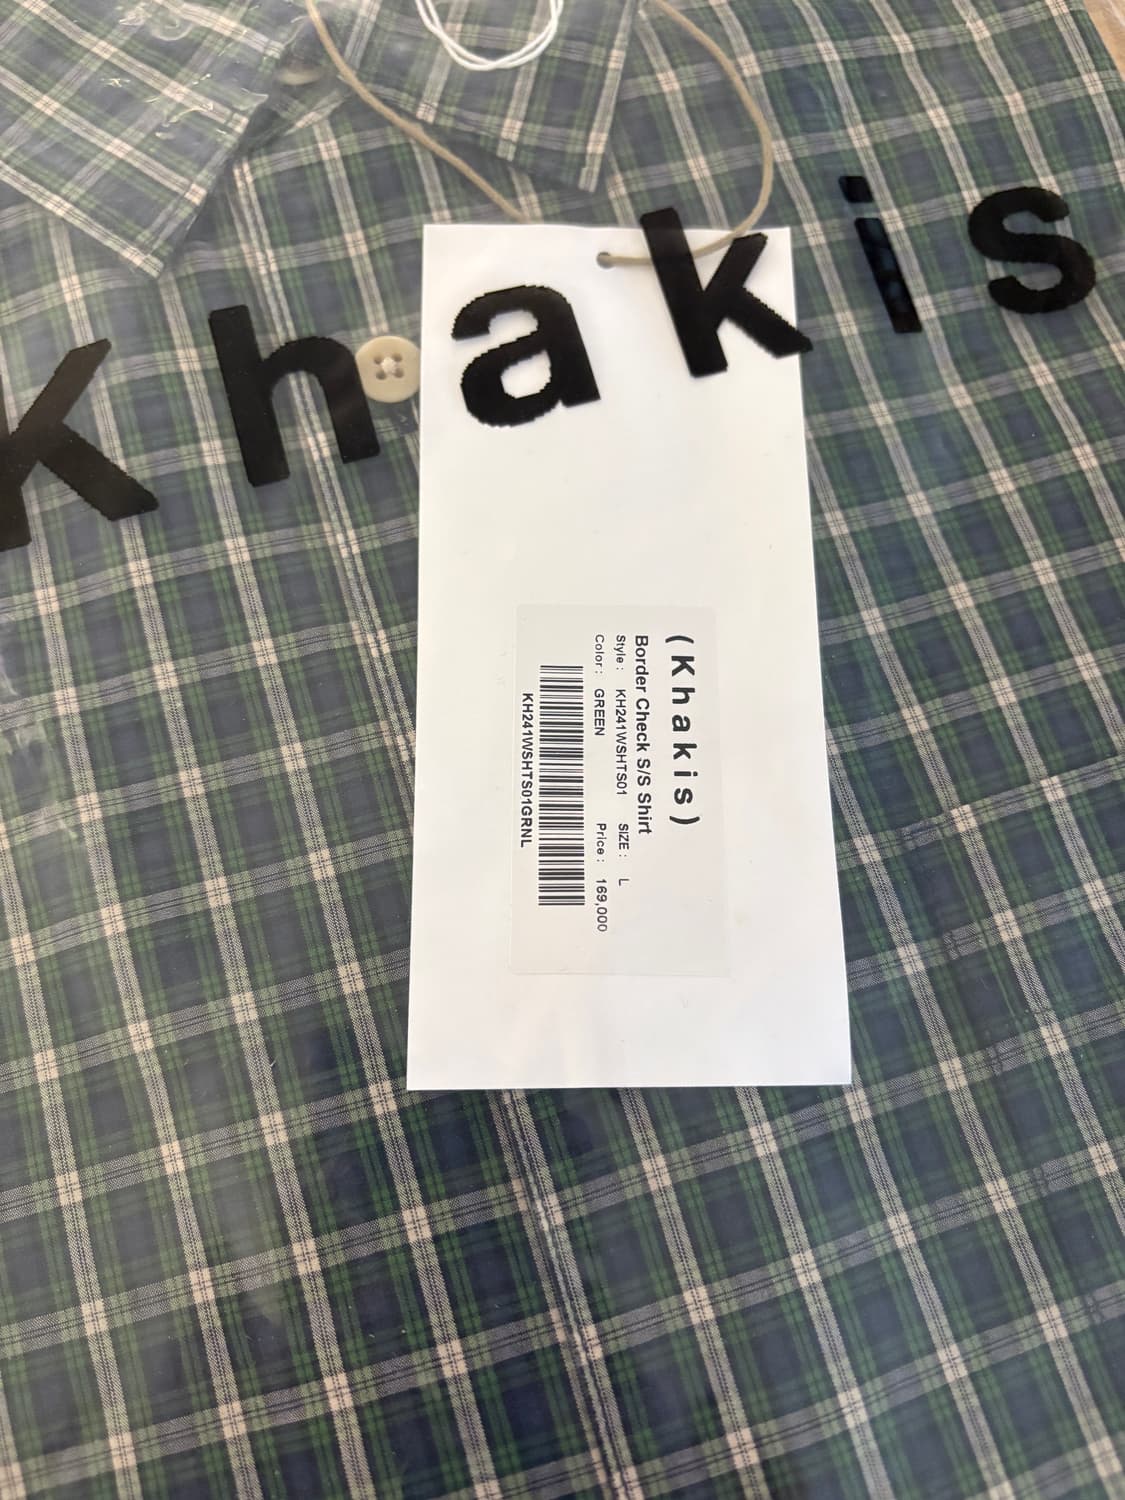 khakis
(Khakis)
Border Check S/S Shirt
Style : KH241WSHTS01 SIZE : L
Color : GREEN Price : 169,000
KH241WSHTS01GRNL